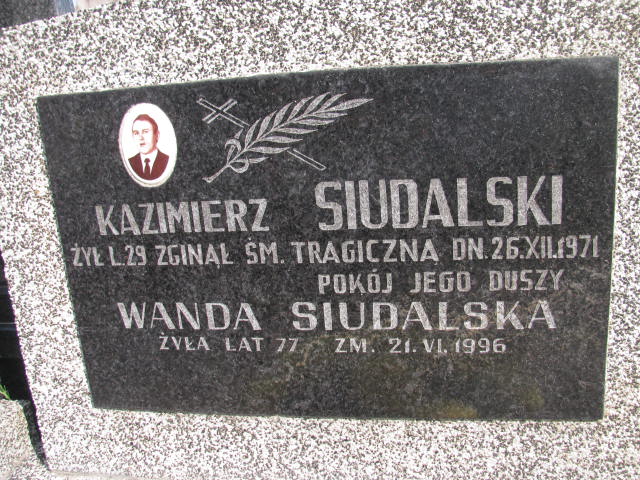 KAZIMIERZ SIUDALSKI
ŻYŁ L.29 ZGINĄŁ ŚM. TRAGICZNĄ DN. 26.XII.1971
POKÓJ JEGO DUSZY
WANDA SIUDALSKA
ŻYŁA LAT 77 ZM. 21.VI.1996